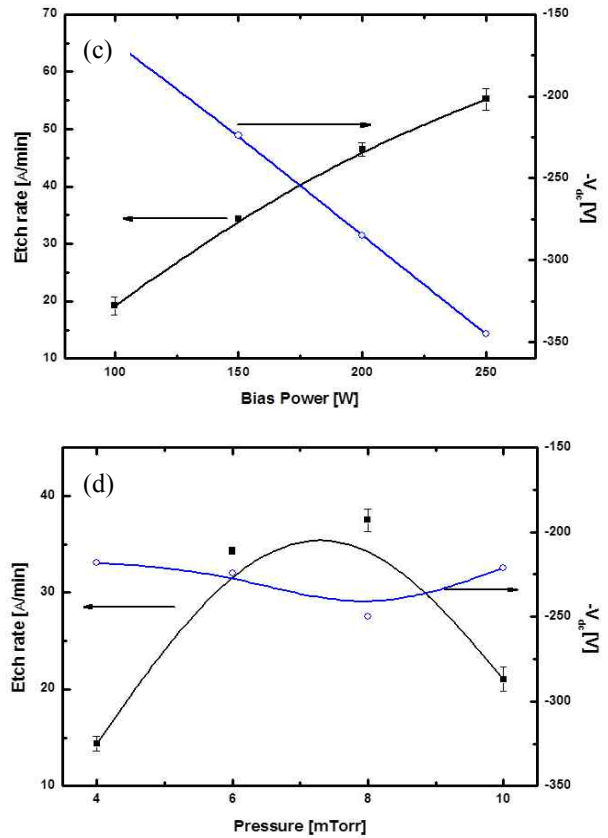 (c)
Etch rate [A/min]
70
60
50
40
30
20
10
-150
-200
-250
-300
-350
-V_dc [V]
100 150 200 250
Bias Power [W]
(d)
Etch rate [A/min]
40
30
20
10
-150
-200
-250
-300
-350
-V_dc [V]
4 6 8 10
Pressure [mTorr]